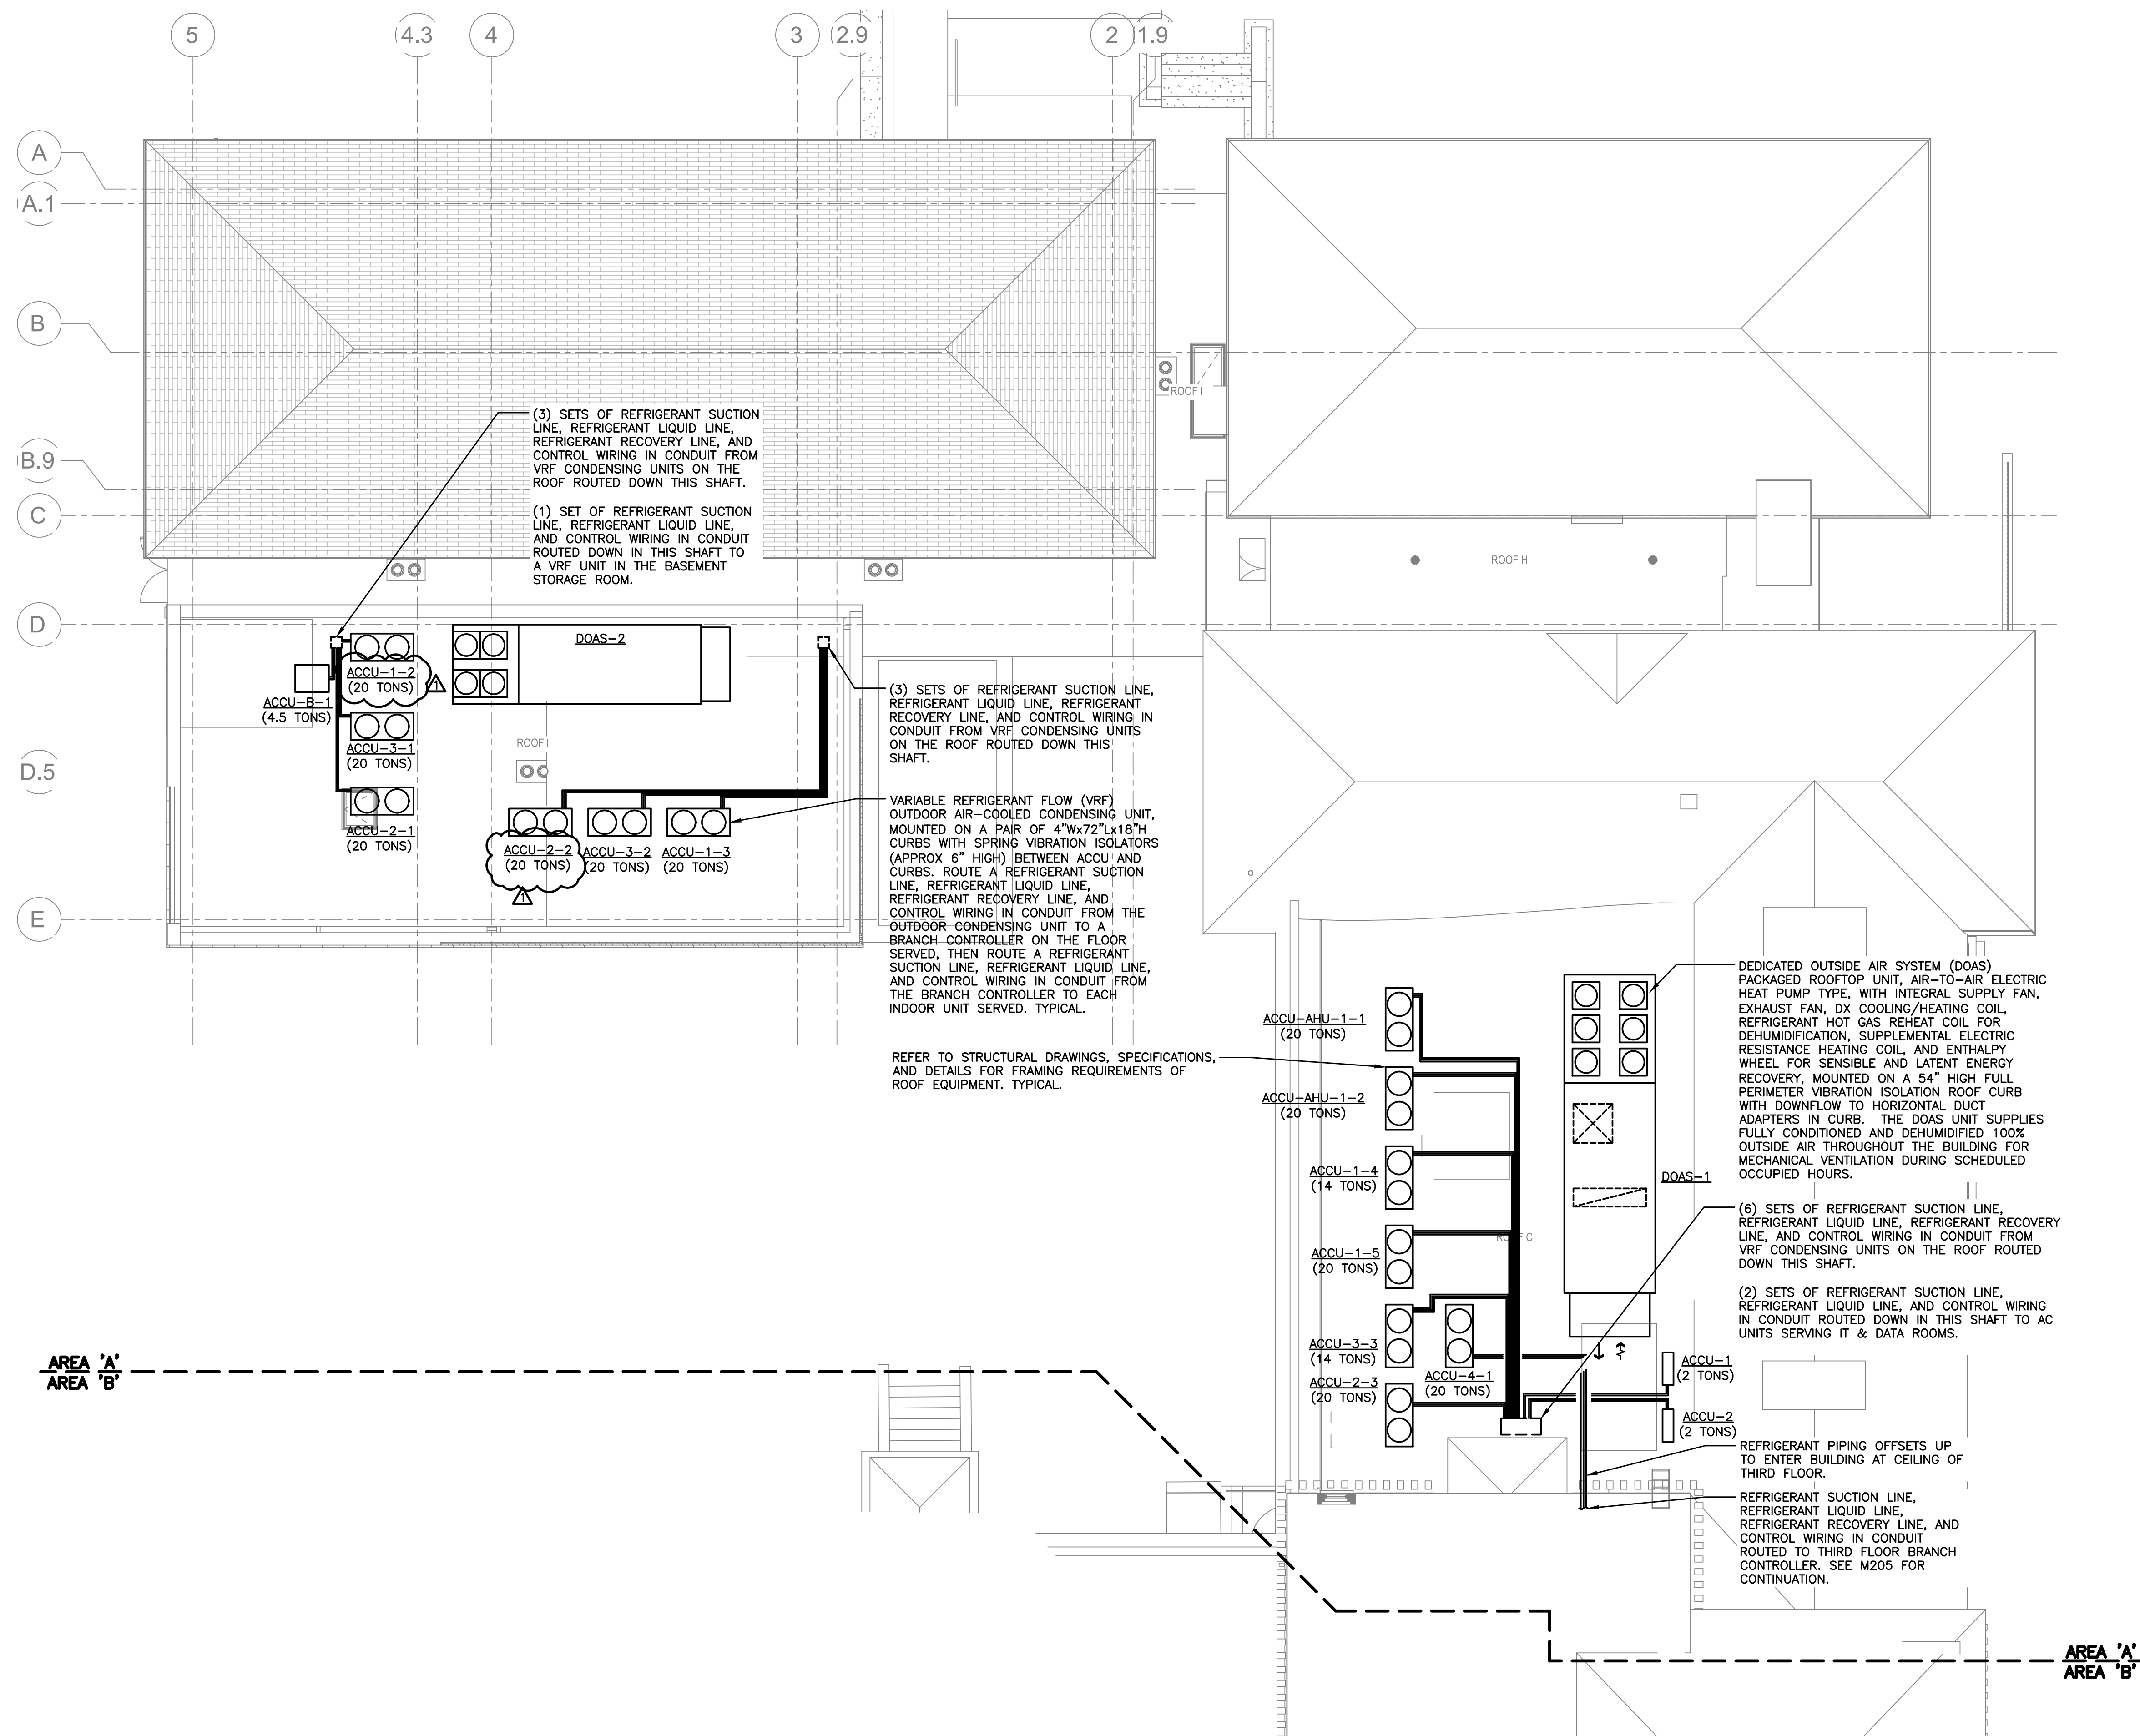 5
4.3
4
3
2.9
2
1.9
A
A.1
B
B.9
C
D
D.5
E
ROOF I
(3) SETS OF REFRIGERANT SUCTION
LINE, REFRIGERANT LIQUID LINE,
REFRIGERANT RECOVERY LINE, AND
CONTROL WIRING IN CONDUIT FROM
VRF CONDENSING UNITS ON THE
ROOF ROUTED DOWN THIS SHAFT.
(1) SET OF REFRIGERANT SUCTION
LINE, REFRIGERANT LIQUID LINE,
AND CONTROL WIRING IN CONDUIT
ROUTED DOWN IN THIS SHAFT TO
A VRF UNIT IN THE BASEMENT
STORAGE ROOM.
ROOF H
DOAS-2
ACCU-1-2
(20 TONS)
1
ACCU-B-1
(4.5 TONS)
ACCU-3-1
(20 TONS)
ROOF I
ACCU-2-1
(20 TONS)
ACCU-2-2
(20 TONS)
1
ACCU-3-2
(20 TONS)
ACCU-1-3
(20 TONS)
(3) SETS OF REFRIGERANT SUCTION LINE,
REFRIGERANT LIQUID LINE, REFRIGERANT
RECOVERY LINE, AND CONTROL WIRING IN
CONDUIT FROM VRF CONDENSING UNITS
ON THE ROOF ROUTED DOWN THIS
SHAFT.
VARIABLE REFRIGERANT FLOW (VRF)
OUTDOOR AIR-COOLED CONDENSING UNIT,
MOUNTED ON A PAIR OF 4"Wx72"Lx18"H
CURBS WITH SPRING VIBRATION ISOLATORS
(APPROX 6" HIGH) BETWEEN ACCU AND
CURBS. ROUTE A REFRIGERANT SUCTION
LINE, REFRIGERANT LIQUID LINE,
REFRIGERANT RECOVERY LINE, AND
CONTROL WIRING IN CONDUIT FROM THE
OUTDOOR CONDENSING UNIT TO A
BRANCH CONTROLLER ON THE FLOOR
SERVED, THEN ROUTE A REFRIGERANT
SUCTION LINE, REFRIGERANT LIQUID LINE,
AND CONTROL WIRING IN CONDUIT FROM
THE BRANCH CONTROLLER TO EACH
INDOOR UNIT SERVED. TYPICAL.
REFER TO STRUCTURAL DRAWINGS, SPECIFICATIONS,
AND DETAILS FOR FRAMING REQUIREMENTS OF
ROOF EQUIPMENT. TYPICAL.
ACCU-AHU-1-1
(20 TONS)
ACCU-AHU-1-2
(20 TONS)
ACCU-1-4
(14 TONS)
ACCU-1-5
(20 TONS)
ACCU-3-3
(14 TONS)
ACCU-2-3
(20 TONS)
ACCU-4-1
(20 TONS)
ROOF C
DOAS-1
DEDICATED OUTSIDE AIR SYSTEM (DOAS)
PACKAGED ROOFTOP UNIT, AIR-TO-AIR ELECTRIC
HEAT PUMP TYPE, WITH INTEGRAL SUPPLY FAN,
EXHAUST FAN, DX COOLING/HEATING COIL,
REFRIGERANT HOT GAS REHEAT COIL FOR
DEHUMIDIFICATION, SUPPLEMENTAL ELECTRIC
RESISTANCE HEATING COIL, AND ENTHALPY
WHEEL FOR SENSIBLE AND LATENT ENERGY
RECOVERY, MOUNTED ON A 54" HIGH FULL
PERIMETER VIBRATION ISOLATION ROOF CURB
WITH DOWNFLOW TO HORIZONTAL DUCT
ADAPTERS IN CURB. THE DOAS UNIT SUPPLIES
FULLY CONDITIONED AND DEHUMIDIFIED 100%
OUTSIDE AIR THROUGHOUT THE BUILDING FOR
MECHANICAL VENTILATION DURING SCHEDULED
OCCUPIED HOURS.
(6) SETS OF REFRIGERANT SUCTION LINE,
REFRIGERANT LIQUID LINE, REFRIGERANT RECOVERY
LINE, AND CONTROL WIRING IN CONDUIT FROM
VRF CONDENSING UNITS ON THE ROOF ROUTED
DOWN THIS SHAFT.
(2) SETS OF REFRIGERANT SUCTION LINE,
REFRIGERANT LIQUID LINE, AND CONTROL WIRING
IN CONDUIT ROUTED DOWN IN THIS SHAFT TO AC
UNITS SERVING IT & DATA ROOMS.
ACCU-1
(2 TONS)
ACCU-2
(2 TONS)
REFRIGERANT PIPING OFFSETS UP
TO ENTER BUILDING AT CEILING OF
THIRD FLOOR.
REFRIGERANT SUCTION LINE,
REFRIGERANT LIQUID LINE,
REFRIGERANT RECOVERY LINE, AND
CONTROL WIRING IN CONDUIT
ROUTED TO THIRD FLOOR BRANCH
CONTROLLER. SEE M205 FOR
CONTINUATION.
AREA 'A'
AREA 'B'
AREA 'A'
AREA 'B'